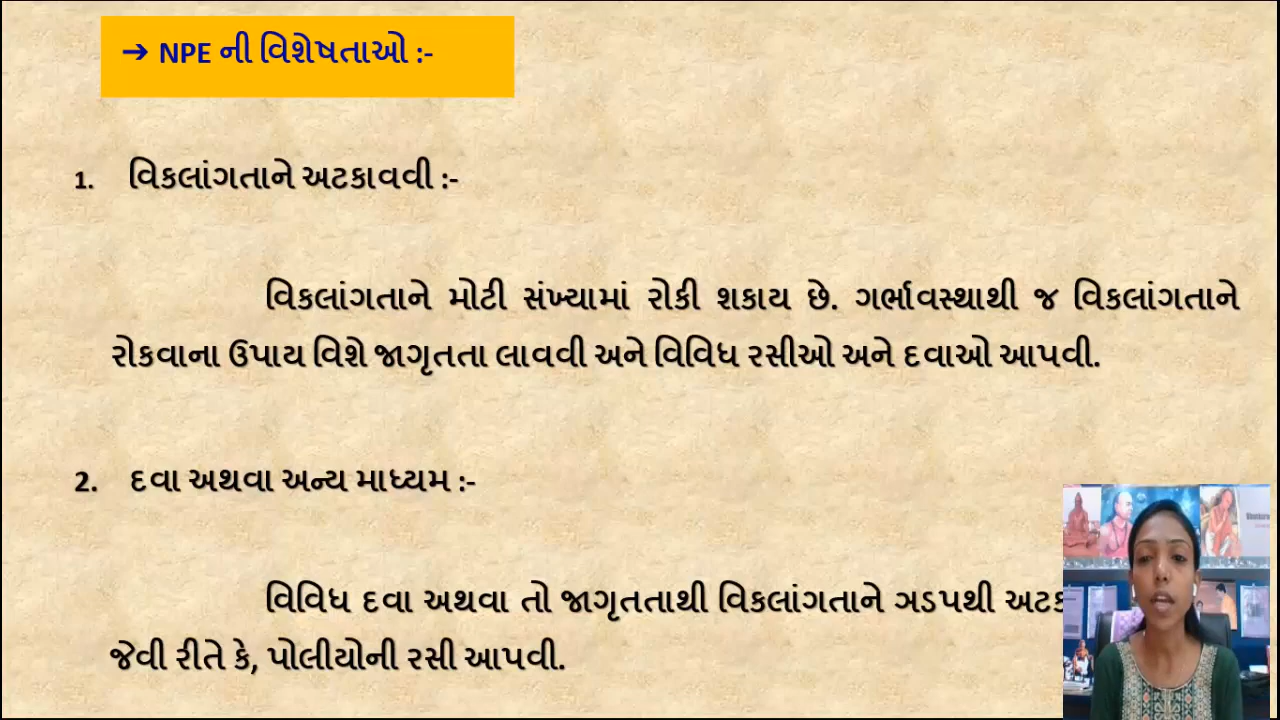 ➔ NPE ની વિશેષતાઓ :-
1. વિકલાંગતાને અટકાવવી :-
વિકલાંગતાને મોટી સંખ્યામાં રોકી શકાય છે. ગર્ભાવસ્થાથી જ વિકલાંગતાને
રોકવાના ઉપાય વિશે જાગૃતતા લાવવી અને વિવિધ રસીઓ અને દવાઓ આપવી.
2. દવા અથવા અન્ય માધ્યમ :-
વિવિધ દવા અથવા તો જાગૃતતાથી વિકલાંગતાને ઝડપથી
જેવી રીતે કે, પોલીયોની રસી આપવી.